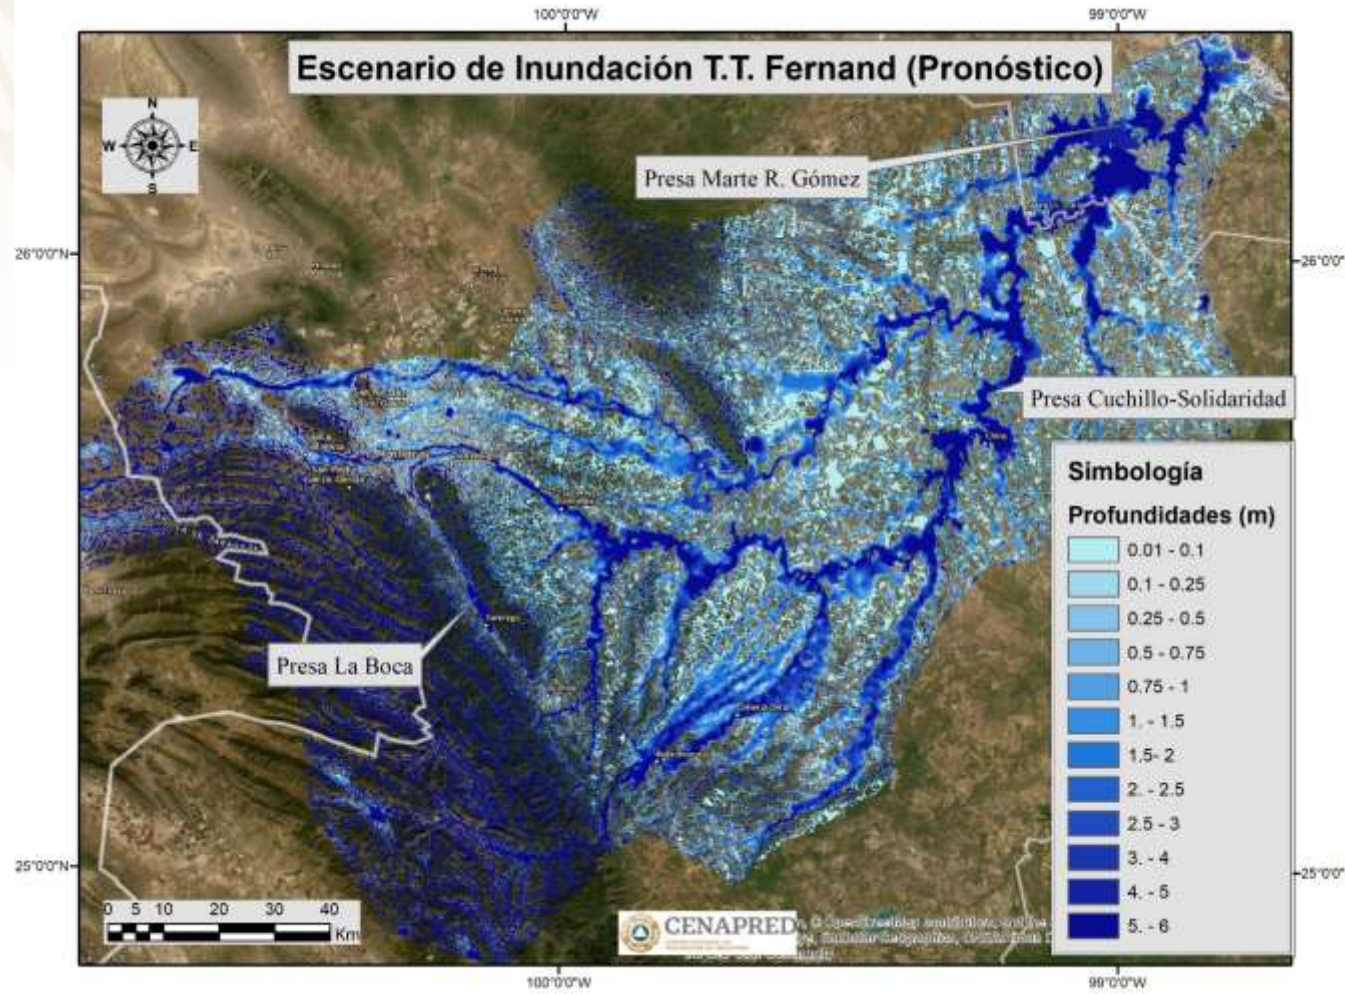 100°0'0"W
99°0'0"W
Escenario de Inundación T.T. Fernand (Pronóstico)
N
W
E
S
Presa Marte R. Gómez
26°0'0"N
26°0'0"
Presa Cuchillo-Solidaridad
Simbología
Profundidades (m)
0.01 - 0.1
0.1 - 0.25
0.25 - 0.5
0.5 - 0.75
0.75 - 1
1. - 1.5
1.5- 2
2. - 2.5
2.5 - 3
3. - 4
4. - 5
5. - 6
Santiago
Presa La Boca
25°0'0"N
25°0'0"
0 5 10 20 30 40
Km
CENAPRED
100°0'0"W
99°0'0"W